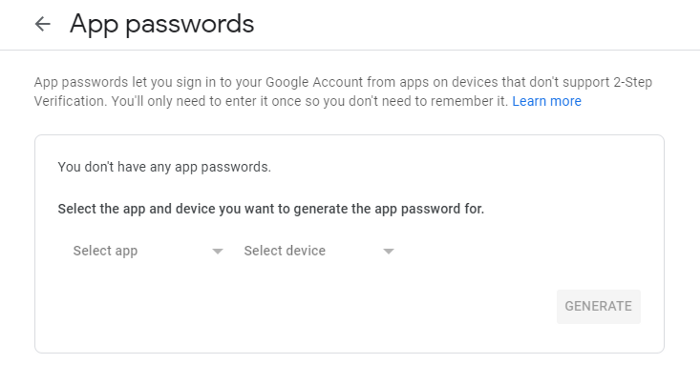 App passwords
App passwords let you sign in to your Google Account from apps on devices that don't support 2-Step
Verification. You'll only need to enter it once so you don't need to remember it. Learn more
You don't have any app passwords.
Select the app and device you want to generate the app password for.
Select app Select device
GENERATE